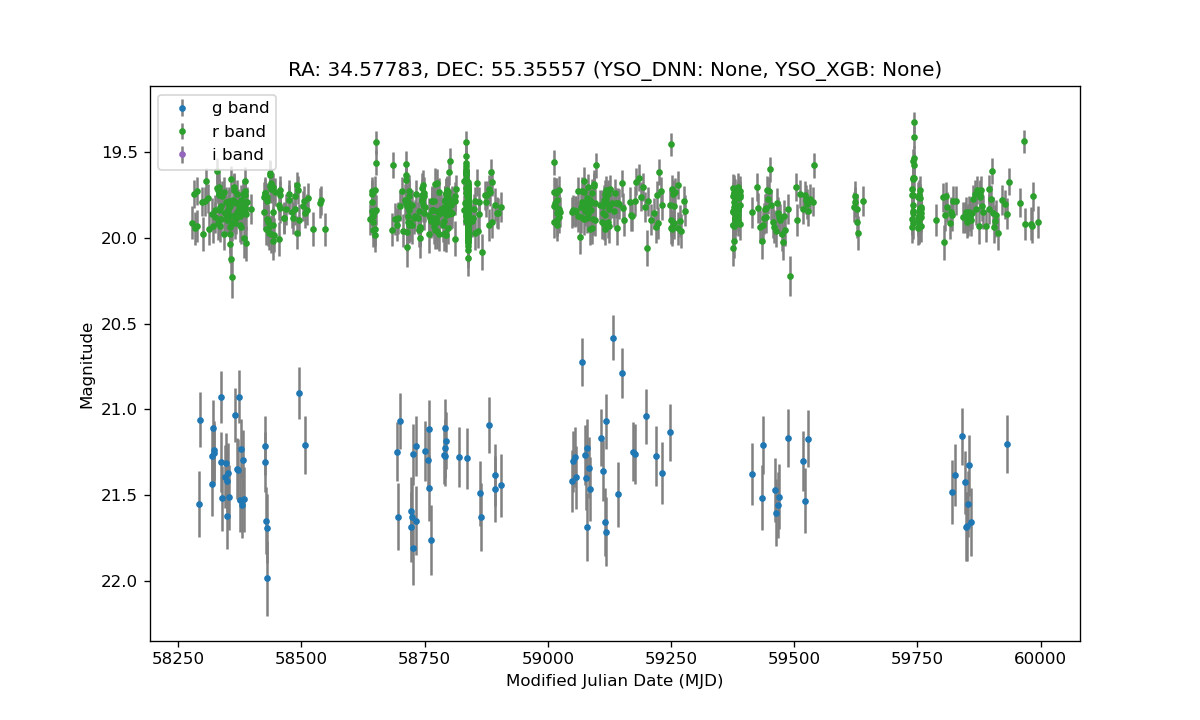 RA: 34.57783, DEC: 55.35557 (YSO_DNN: None, YSO_XGB: None)
g band
r band
i band
19.5
20.0
20.5
21.0
21.5
22.0
Magnitude
58250 58500 58750 59000 59250 59500 59750 60000
Modified Julian Date (MJD)